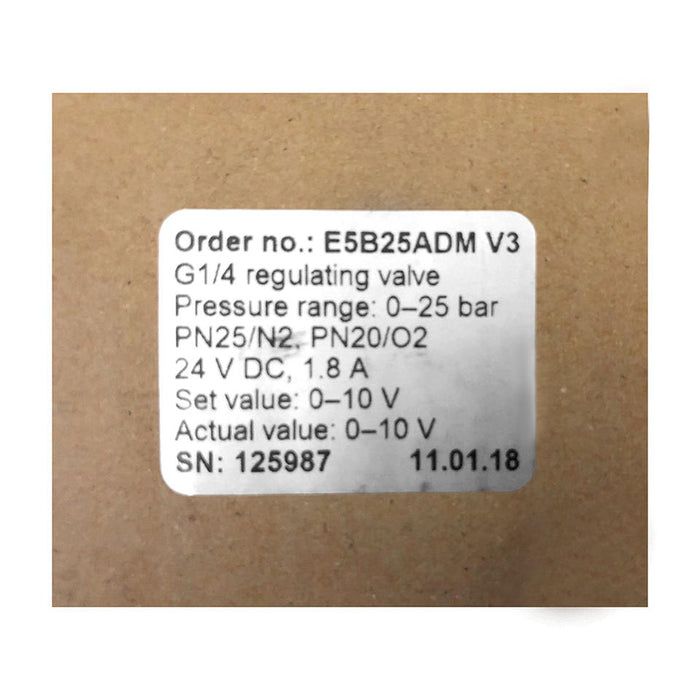 Order no.: E5B25ADM V3
G1/4 regulating valve
Pressure range: 0–25 bar
PN25/N2, PN20/O2
24 V DC, 1.8 A
Set value: 0–10 V
Actual value: 0–10 V
SN: 125987 11.01.18